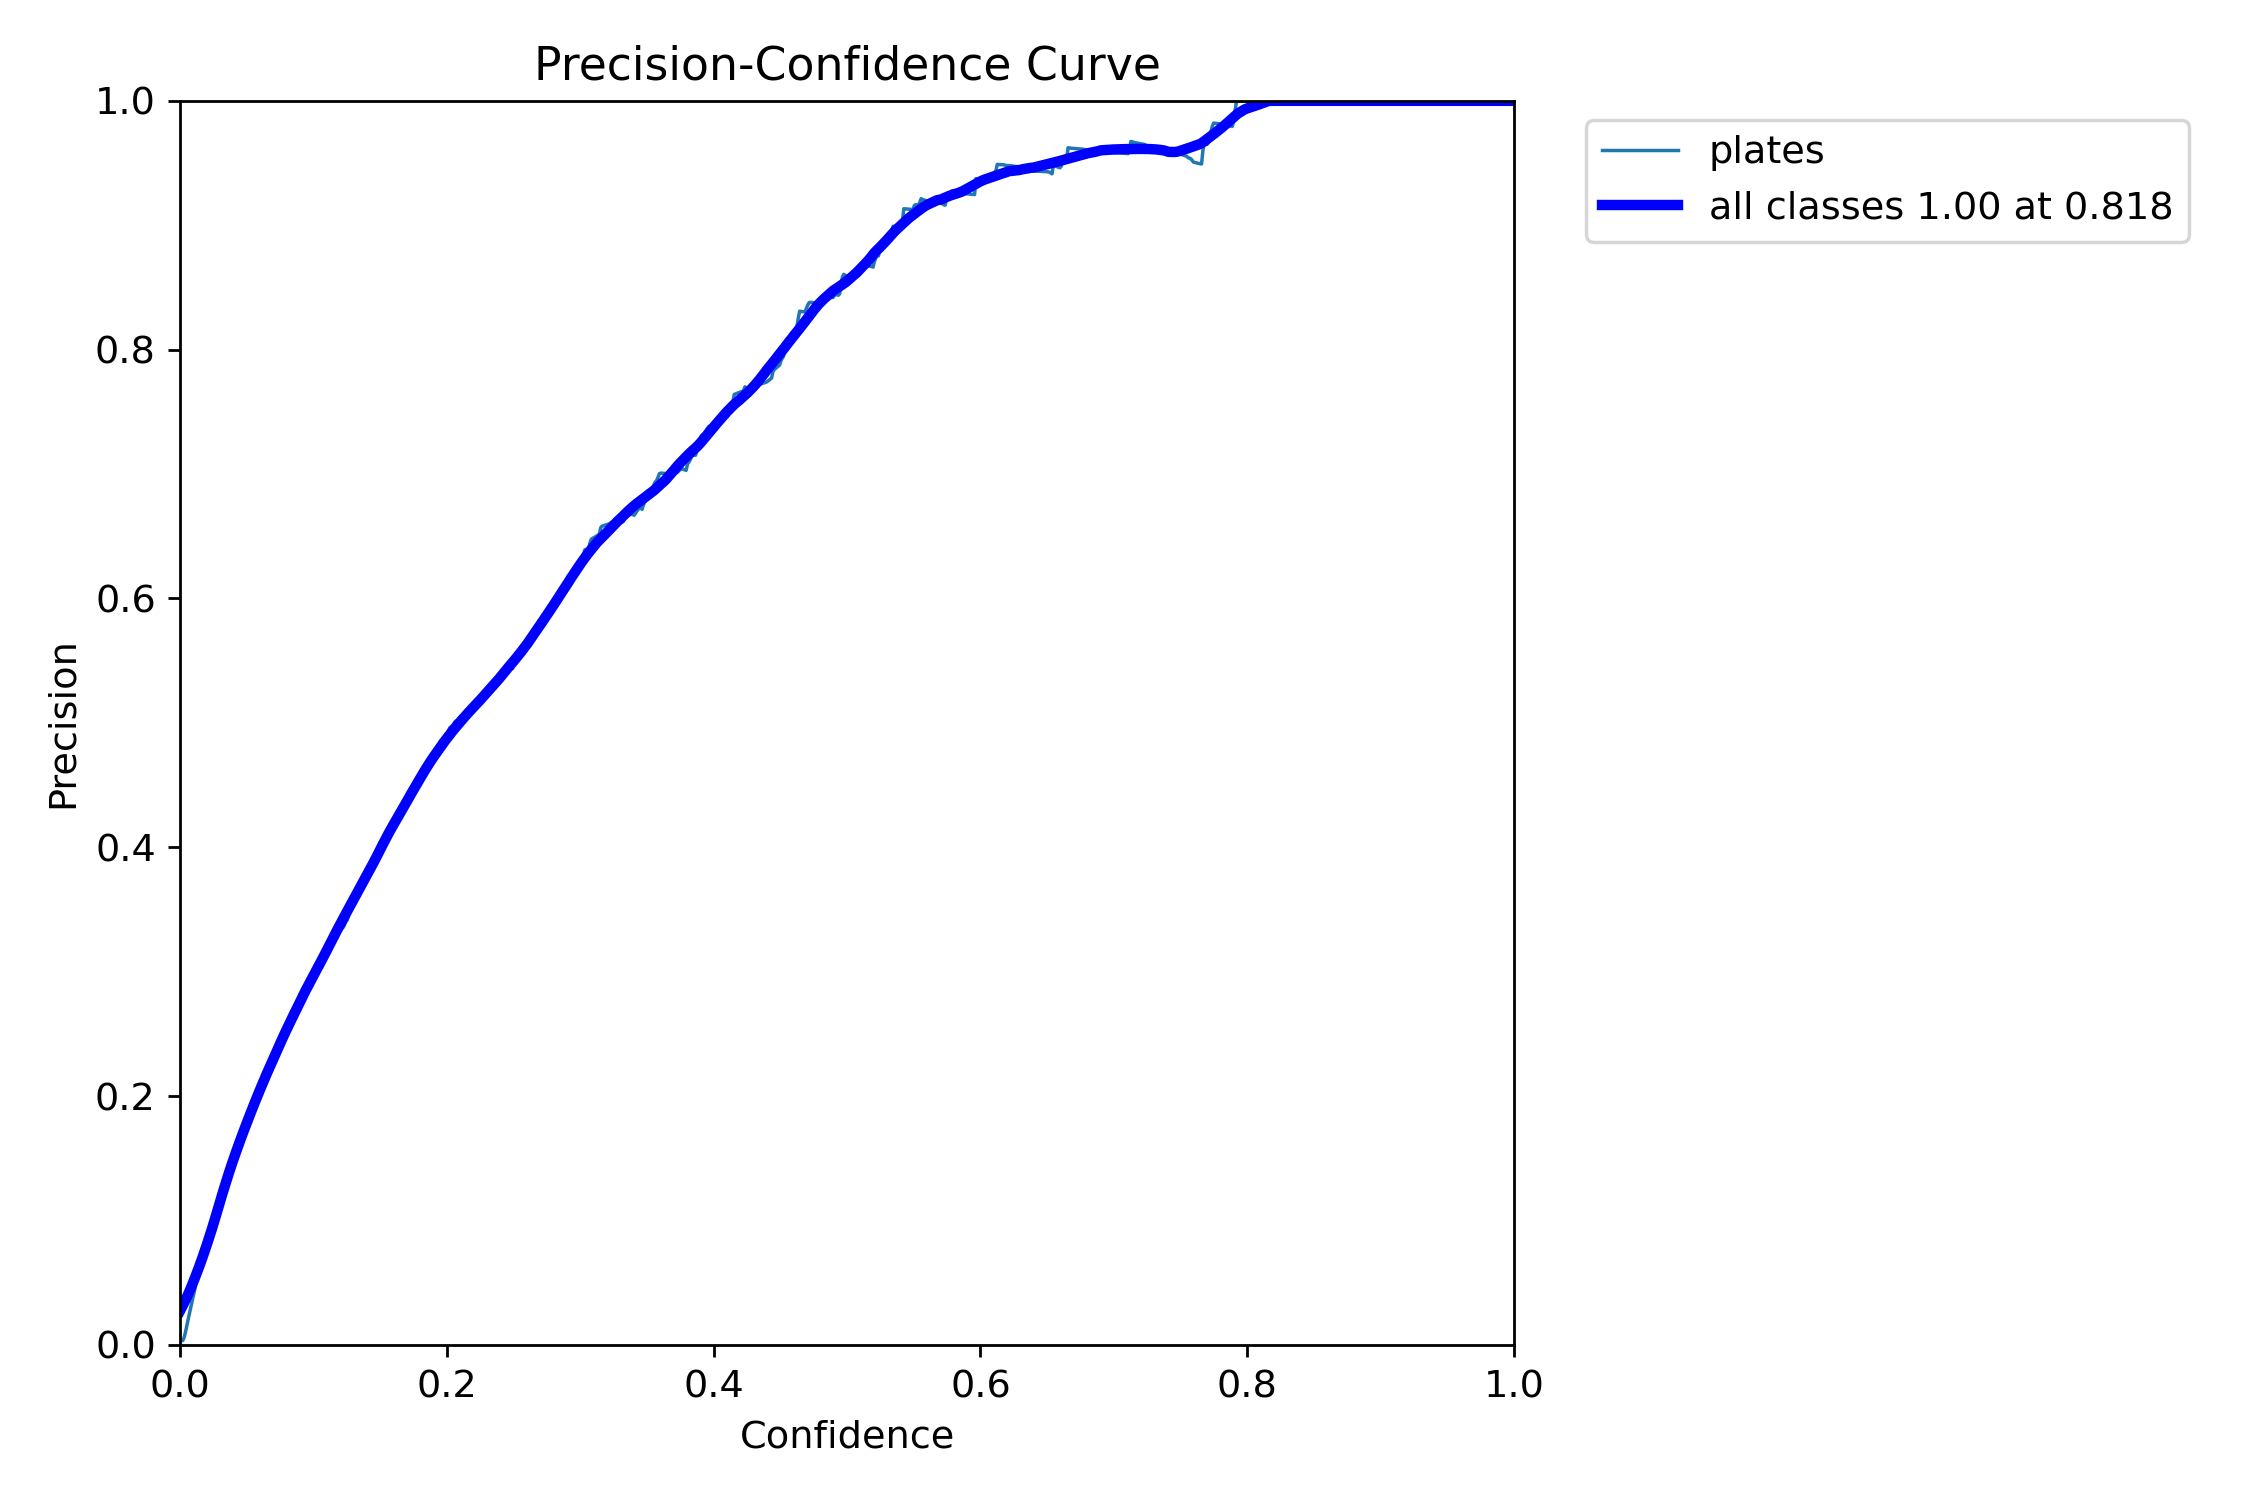 Precision-Confidence Curve
1.0
0.8
0.6
0.4
0.2
0.0
Precision
0.0 0.2 0.4 0.6 0.8 1.0
Confidence
plates
all classes 1.00 at 0.818